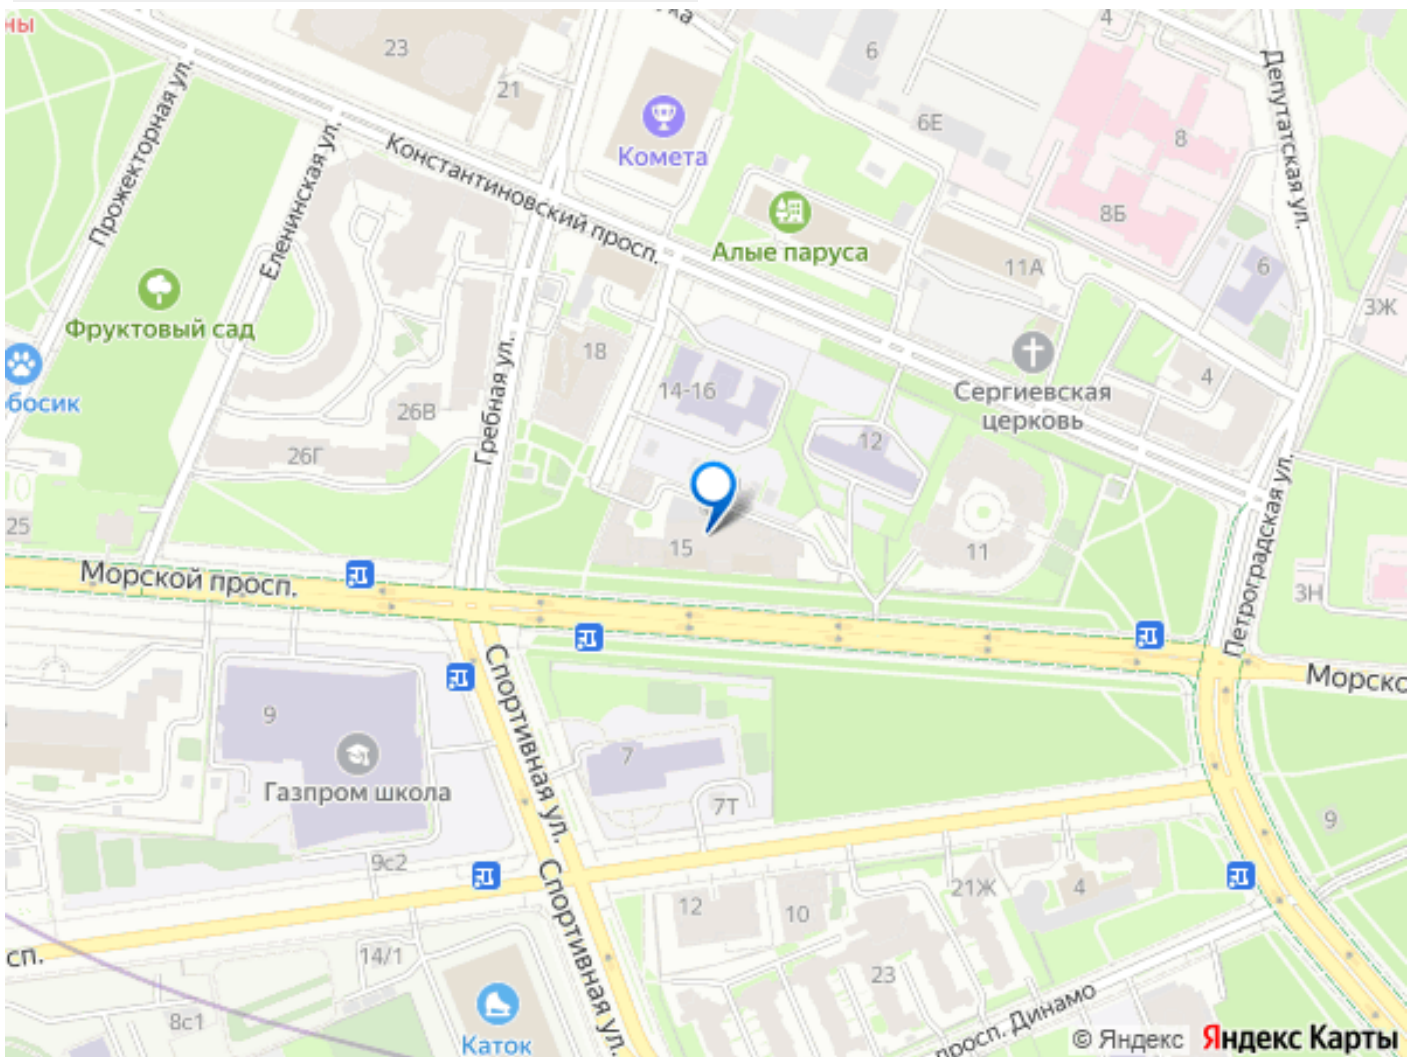 ны
23
21
4
6
6Е
8
8Б
Депутатская ул.
Прожекторная ул.
Еленинская ул.
Константиновский просп.
Комета
Алые паруса
11А
6
3Ж
Фруктовый сад
Гребная ул.
18
14-16
12
Сергиевская
церковь
4
босик
26В
26Г
25
15
11
Петроградская ул.
3Н
Морской просп.
Морско
Спортивная ул.
9
7
7Т
Газпром школа
9с2
9
Спортивная ул.
12
10
21Ж
4
23
сп.
14/1
8с1
Каток
просп. Динамо
© Яндекс Яндекс Карты